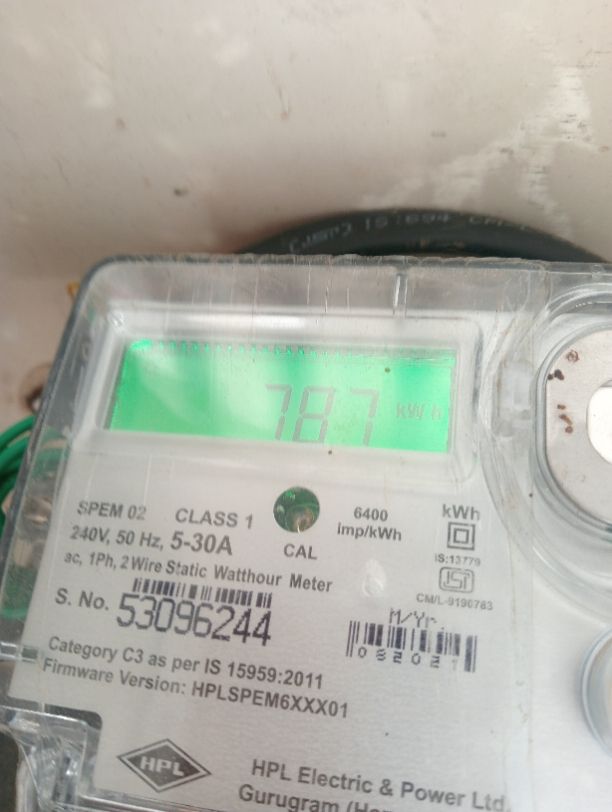 787 kWh
SPEM 02 CLASS 1
6400
imp/kWh
kWh
240V, 50 Hz, 5-30A
CAL
IS:13779
ac, 1Ph, 2 Wire Static Watthour Meter
ISI
CM/L-9190783
S. No. 53096244
M/Yr
082021
Category C3 as per IS 15959:2011
Firmware Version: HPLSPEM6XXX01
HPL
HPL Electric & Power Ltd
Gurugram